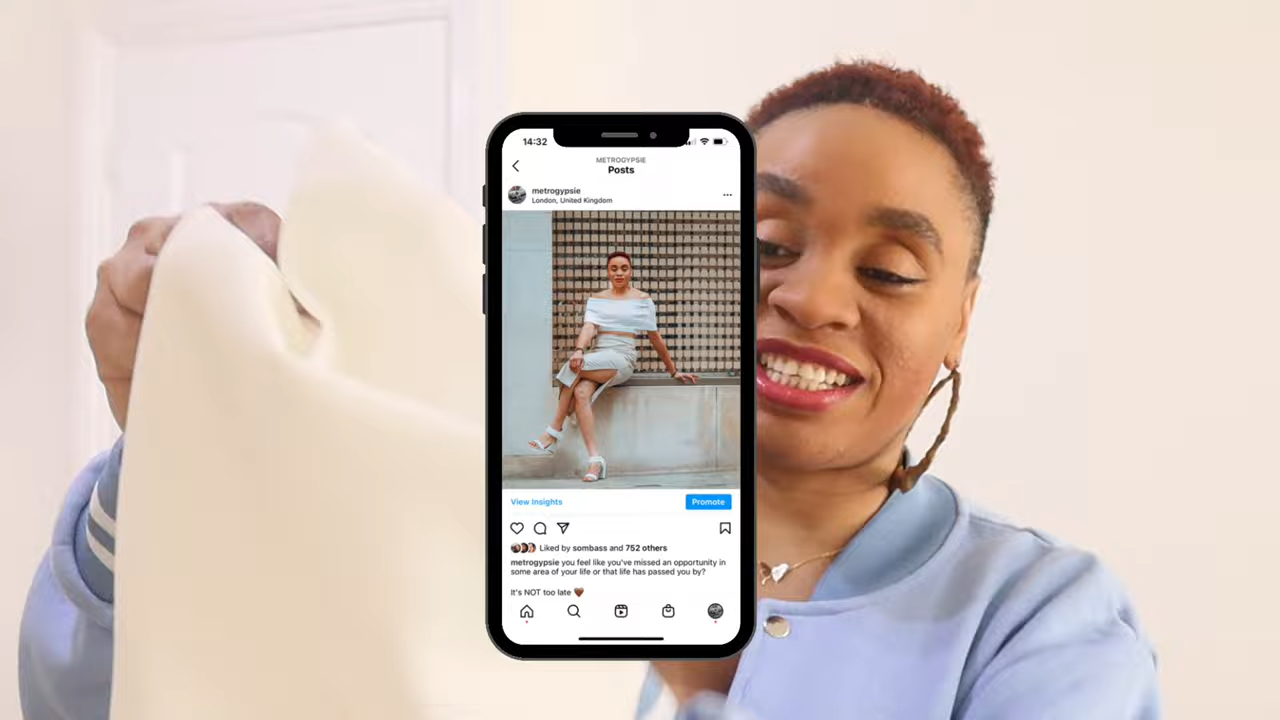 14:32
METROGYPSIE
Posts
metrogypsie
London, United Kingdom
View Insights
Promote
Liked by sombass and 752 others
metrogypsie you feel like you've missed an opportunity in
some area of your life or that life has passed you by?
It's NOT too late 🤎